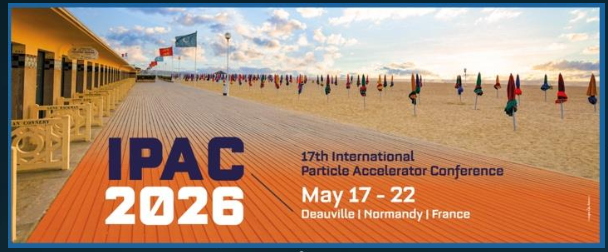 IPAC
2026
17th International
Particle Accelerator Conference
May 17 - 22
Deauville | Normandy | France